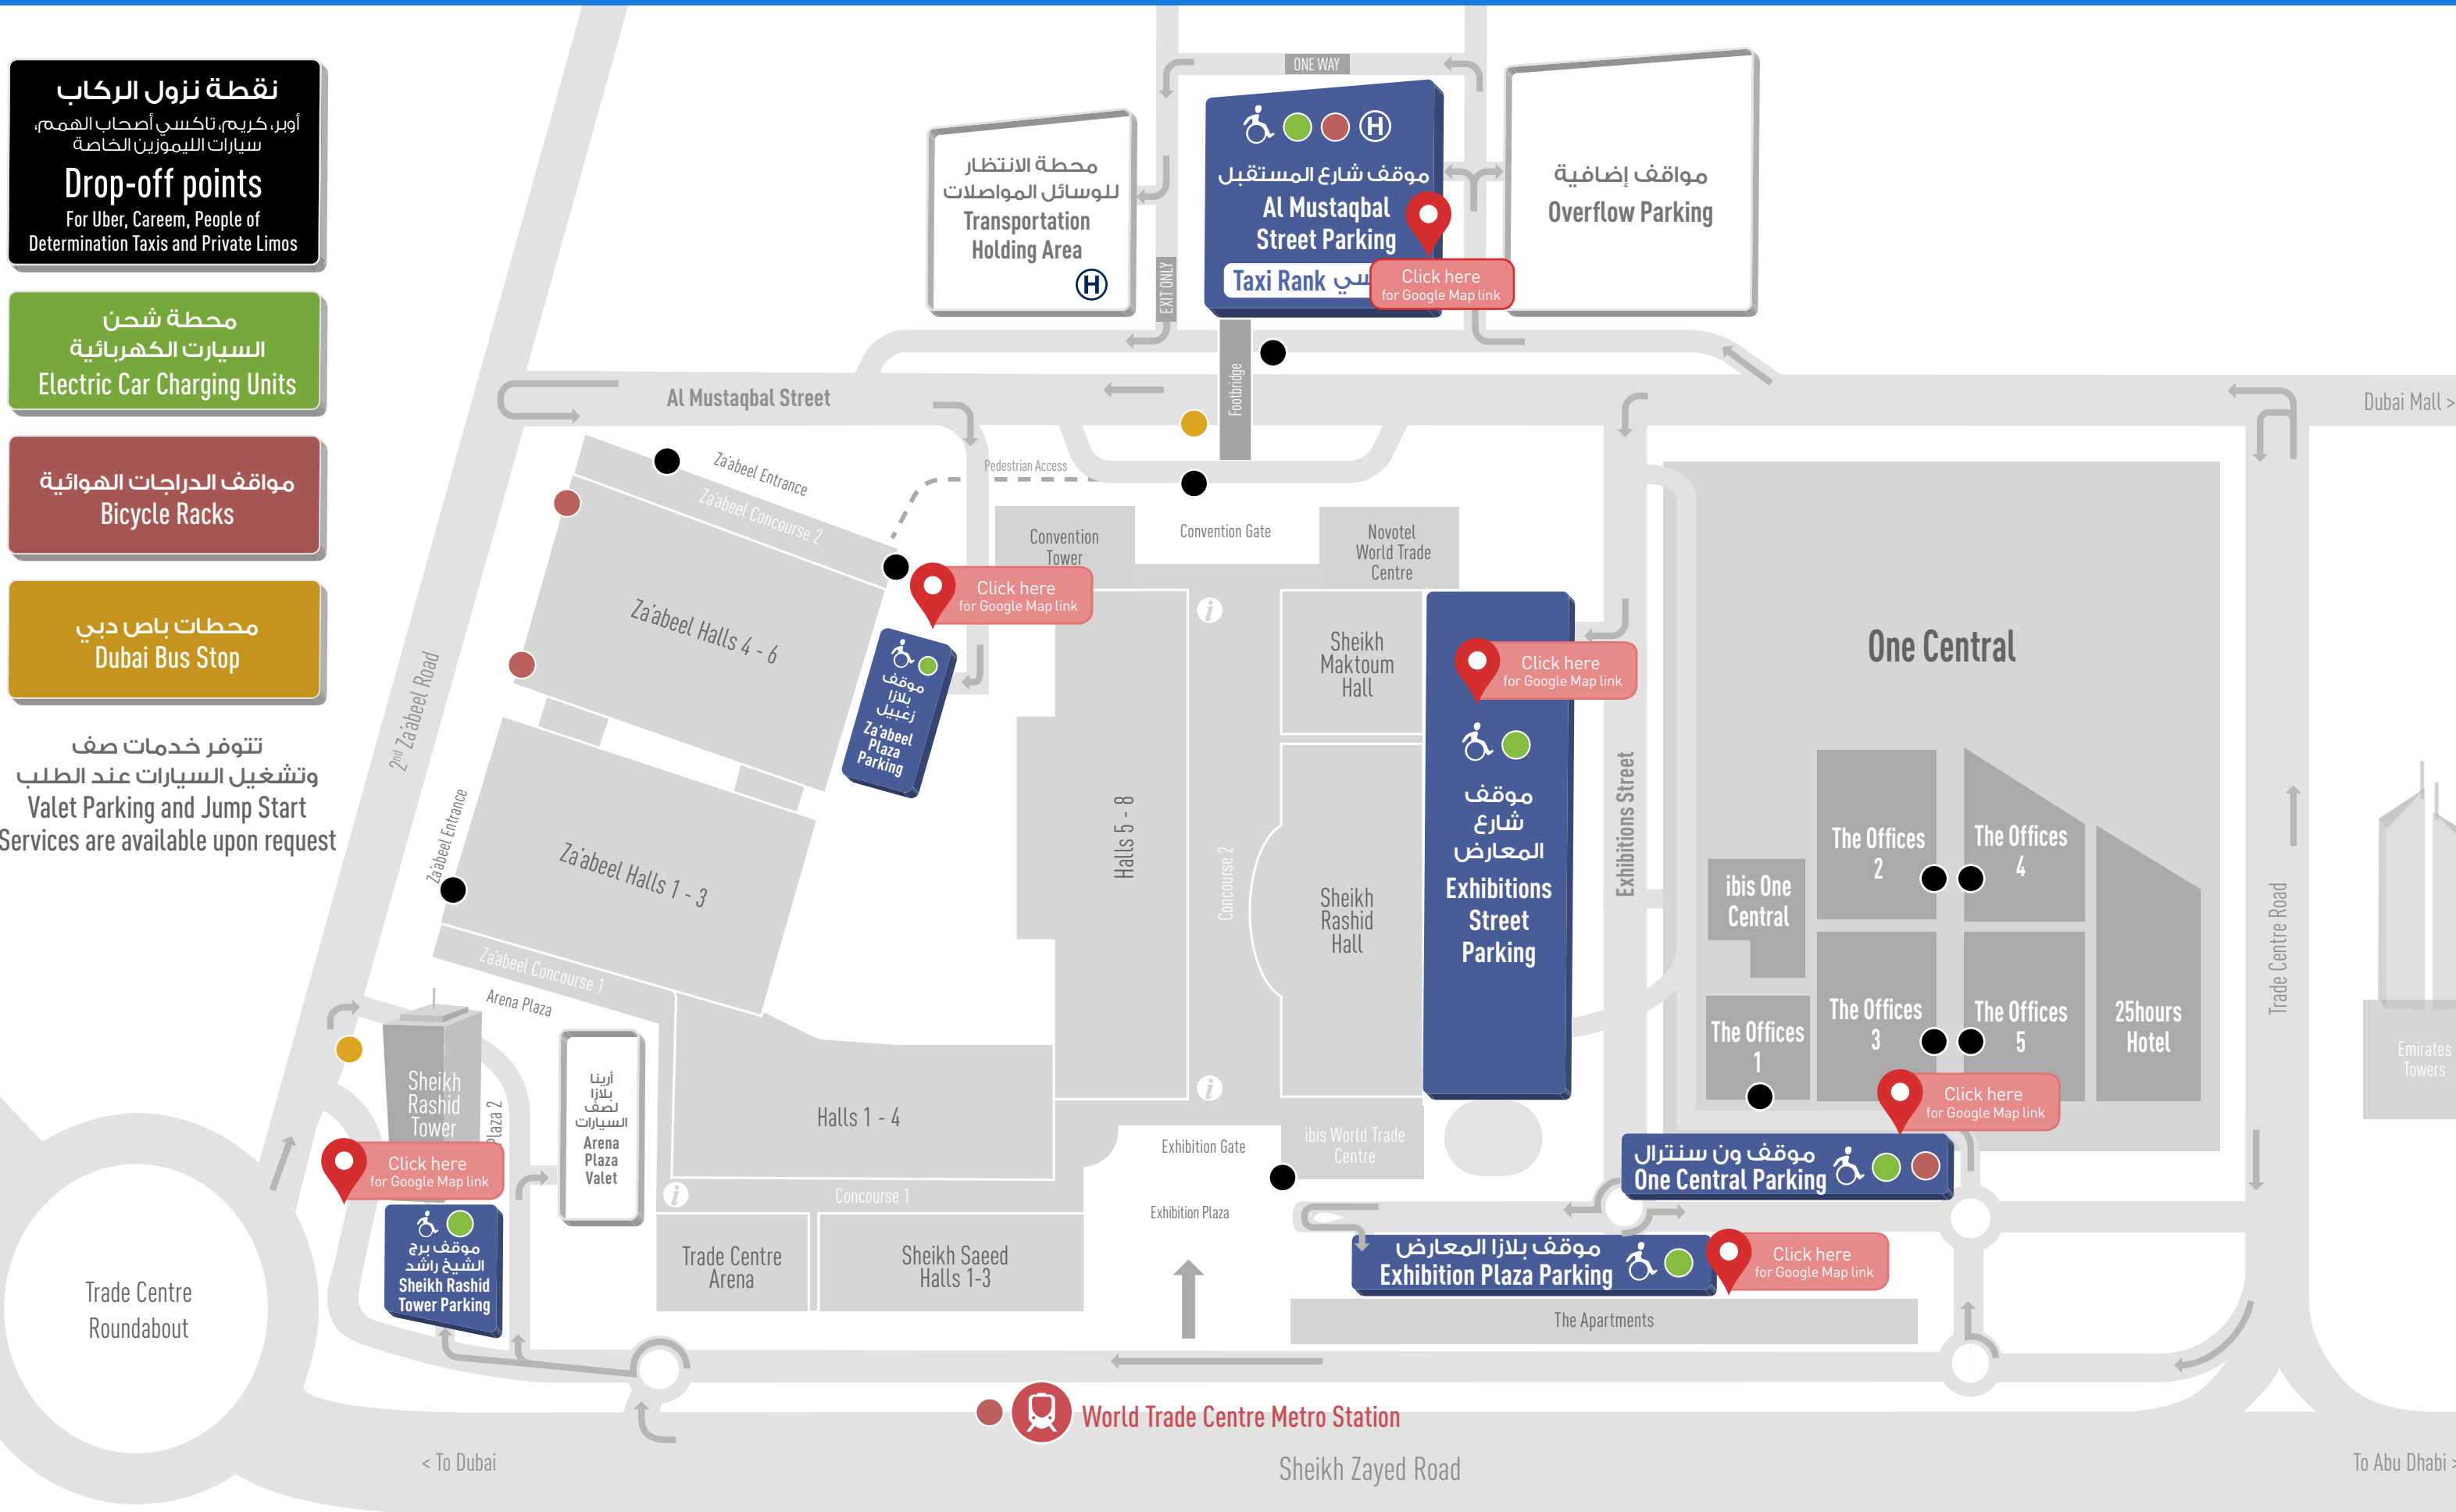 نقطة نزول الركاب
أوبر، كريم، تاكسي أصحاب الهمم،
سيارات الليموزين الخاصة
Drop-off points
For Uber, Careem, People of
Determination Taxis and Private Limos
محطة شحن
السيارت الكهربائية
Electric Car Charging Units
مواقف الدراجات الهوائية
Bicycle Racks
محطات باص دبي
Dubai Bus Stop
تتوفر خدمات صف
وتشغيل السيارات عند الطلب
Valet Parking and Jump Start
Services are available upon request
ONE WAY
محطة الانتظار
للوسائل المواصلات
Transportation
Holding Area
H
EXIT ONLY
H
موقف شارع المستقبل
Al Mustaqbal
Street Parking
Taxi Rank
Click here
for Google Map link
مواقف إضافية
Overflow Parking
Footbridge
Al Mustaqbal Street
Dubai Mall >
Za'abeel Entrance
Za'abeel Concourse 2
Pedestrian Access
Convention
Tower
Convention Gate
Novotel
World Trade
Centre
Click here
for Google Map link
Za'abeel Halls 4 - 6
موقف
بلازا
زعبيل
Za'abeel
Plaza
Parking
2nd Za'abeel Road
Za'abeel Entrance
Za'abeel Halls 1 - 3
Za'abeel Concourse 1
Arena Plaza
Halls 5 - 8
i
Concourse 2
i
Sheikh
Maktoum
Hall
Sheikh
Rashid
Hall
Click here
for Google Map link
موقف
شارع
المعارض
Exhibitions
Street
Parking
Exhibitions Street
One Central
The Offices
2
The Offices
4
ibis One
Central
The Offices
1
The Offices
3
The Offices
5
25hours
Hotel
Trade Centre Road
Emirates
Towers
Click here
for Google Map link
موقف ون سنترال
One Central Parking
Sheikh
Rashid
Tower
Plaza 2
Click here
for Google Map link
موقف برج
الشيخ راشد
Sheikh Rashid
Tower Parking
أرينا
بلازا
لصف
السيارات
Arena
Plaza
Valet
Halls 1 - 4
i
Concourse 1
Trade Centre
Arena
Sheikh Saeed
Halls 1-3
Exhibition Gate
ibis World Trade
Centre
Exhibition Plaza
موقف بلازا المعارض
Exhibition Plaza Parking
Click here
for Google Map link
The Apartments
Trade Centre
Roundabout
World Trade Centre Metro Station
< To Dubai
Sheikh Zayed Road
To Abu Dhabi >